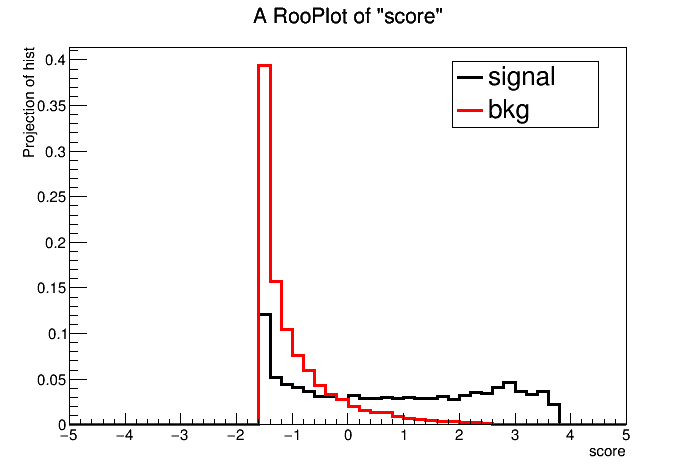 A RooPlot of "score"
Projection of hist
0.4
0.35
0.3
0.25
0.2
0.15
0.1
0.05
0
signal
bkg
−5 −4 −3 −2 −1 0 1 2 3 4 5
score